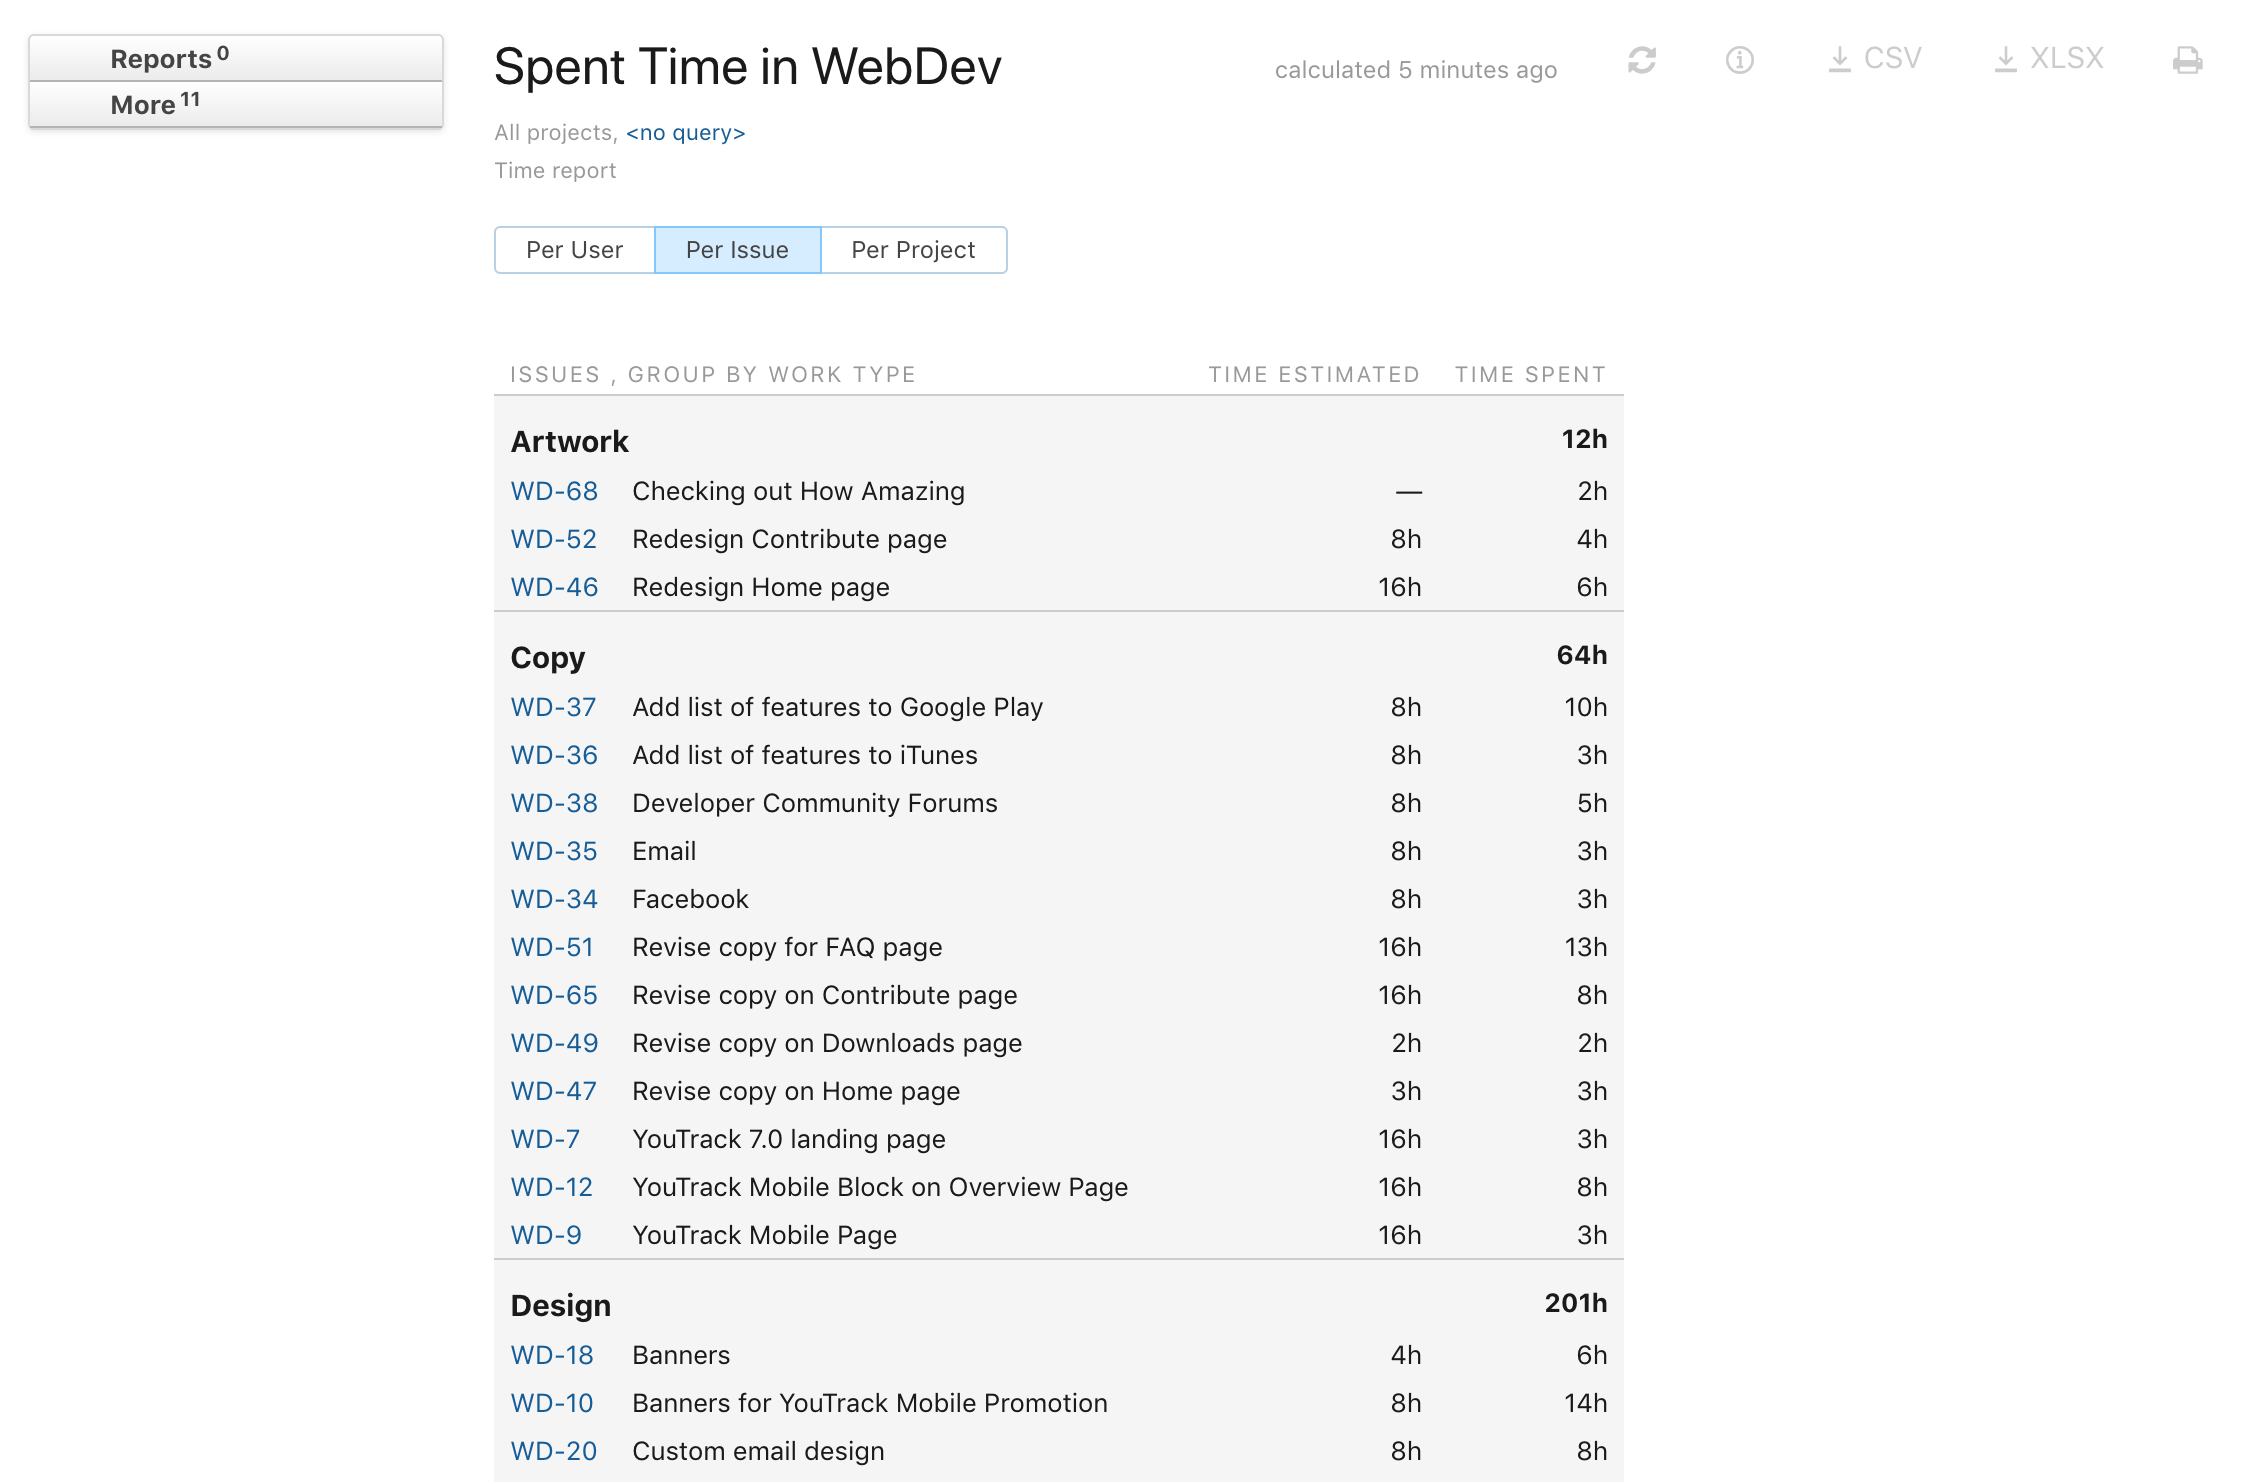 Reports 0
More 11
Spent Time in WebDev
calculated 5 minutes ago
CSV
XLSX
All projects, <no query>
Time report
Per User
Per Issue
Per Project
ISSUES , GROUP BY WORK TYPE TIME ESTIMATED TIME SPENT
Artwork 12h
WD-68 Checking out How Amazing — 2h
WD-52 Redesign Contribute page 8h 4h
WD-46 Redesign Home page 16h 6h
Copy 64h
WD-37 Add list of features to Google Play 8h 10h
WD-36 Add list of features to iTunes 8h 3h
WD-38 Developer Community Forums 8h 5h
WD-35 Email 8h 3h
WD-34 Facebook 8h 3h
WD-51 Revise copy for FAQ page 16h 13h
WD-65 Revise copy on Contribute page 16h 8h
WD-49 Revise copy on Downloads page 2h 2h
WD-47 Revise copy on Home page 3h 3h
WD-7 YouTrack 7.0 landing page 16h 3h
WD-12 YouTrack Mobile Block on Overview Page 16h 8h
WD-9 YouTrack Mobile Page 16h 3h
Design 201h
WD-18 Banners 4h 6h
WD-10 Banners for YouTrack Mobile Promotion 8h 14h
WD-20 Custom email design 8h 8h